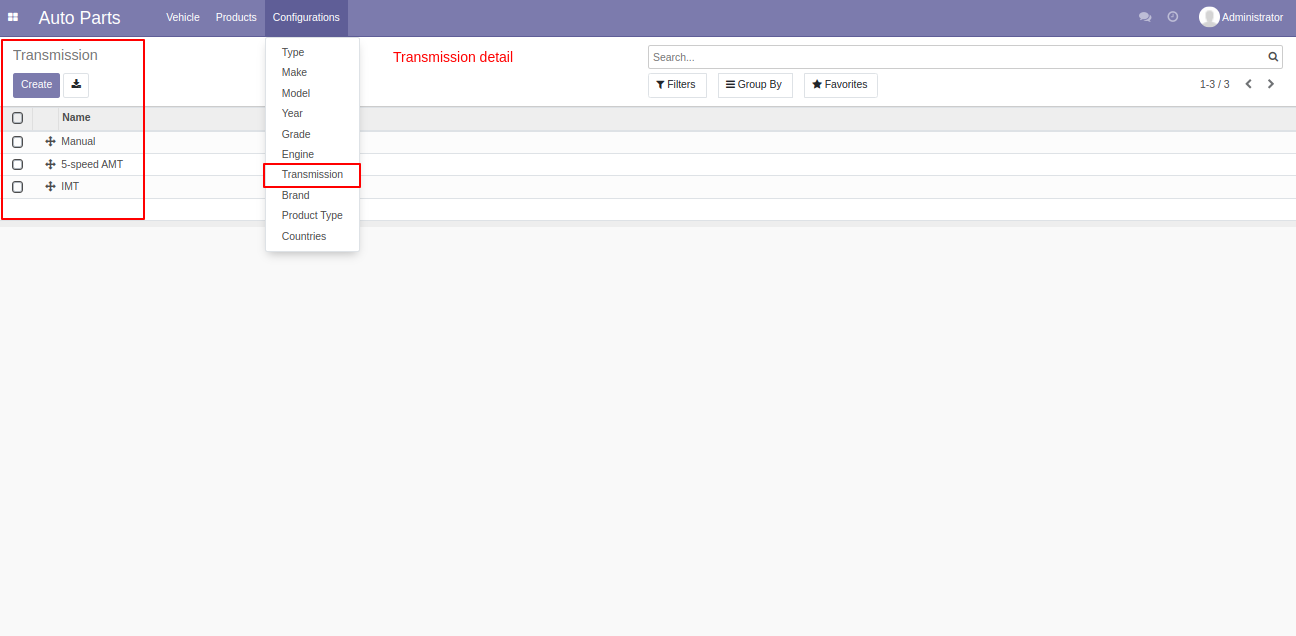 Auto Parts Vehicle Products Configurations Administrator
Transmission
Create
Type
Make
Model
Year
Grade
Engine
Transmission
Brand
Product Type
Countries
Transmission detail
Search...
Filters Group By Favorites 1-3 / 3
Name
Manual
5-speed AMT
IMT